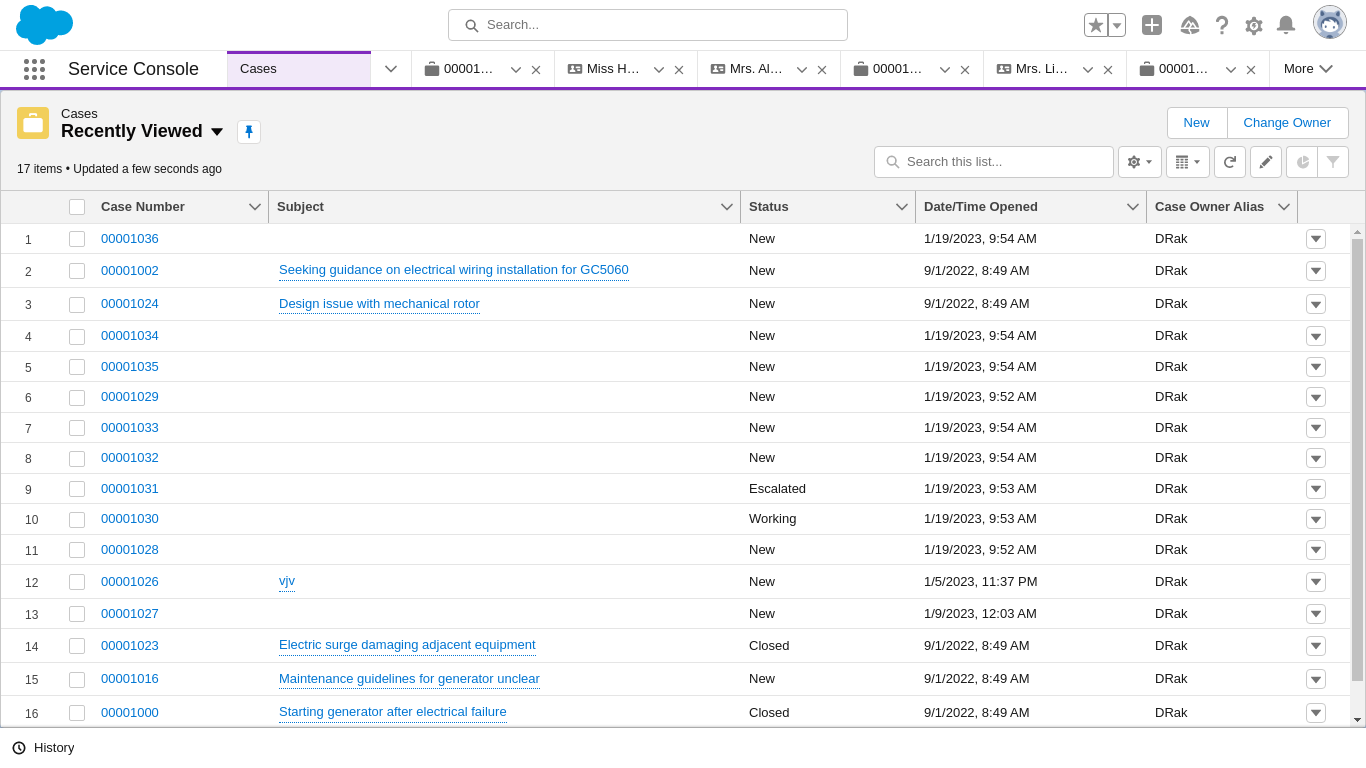 Search...
Service Console
Cases
00001…
Miss H…
Mrs. Al…
00001…
Mrs. Li…
00001…
More
Cases
Recently Viewed
New
Change Owner
17 items • Updated a few seconds ago
Search this list...
Case Number Subject Status Date/Time Opened Case Owner Alias
1 00001036 New 1/19/2023, 9:54 AM DRak
2 00001002 Seeking guidance on electrical wiring installation for GC5060 New 9/1/2022, 8:49 AM DRak
3 00001024 Design issue with mechanical rotor New 9/1/2022, 8:49 AM DRak
4 00001034 New 1/19/2023, 9:54 AM DRak
5 00001035 New 1/19/2023, 9:54 AM DRak
6 00001029 New 1/19/2023, 9:52 AM DRak
7 00001033 New 1/19/2023, 9:54 AM DRak
8 00001032 New 1/19/2023, 9:54 AM DRak
9 00001031 Escalated 1/19/2023, 9:53 AM DRak
10 00001030 Working 1/19/2023, 9:53 AM DRak
11 00001028 New 1/19/2023, 9:52 AM DRak
12 00001026 vjv New 1/5/2023, 11:37 PM DRak
13 00001027 New 1/9/2023, 12:03 AM DRak
14 00001023 Electric surge damaging adjacent equipment Closed 9/1/2022, 8:49 AM DRak
15 00001016 Maintenance guidelines for generator unclear New 9/1/2022, 8:49 AM DRak
16 00001000 Starting generator after electrical failure Closed 9/1/2022, 8:49 AM DRak
History